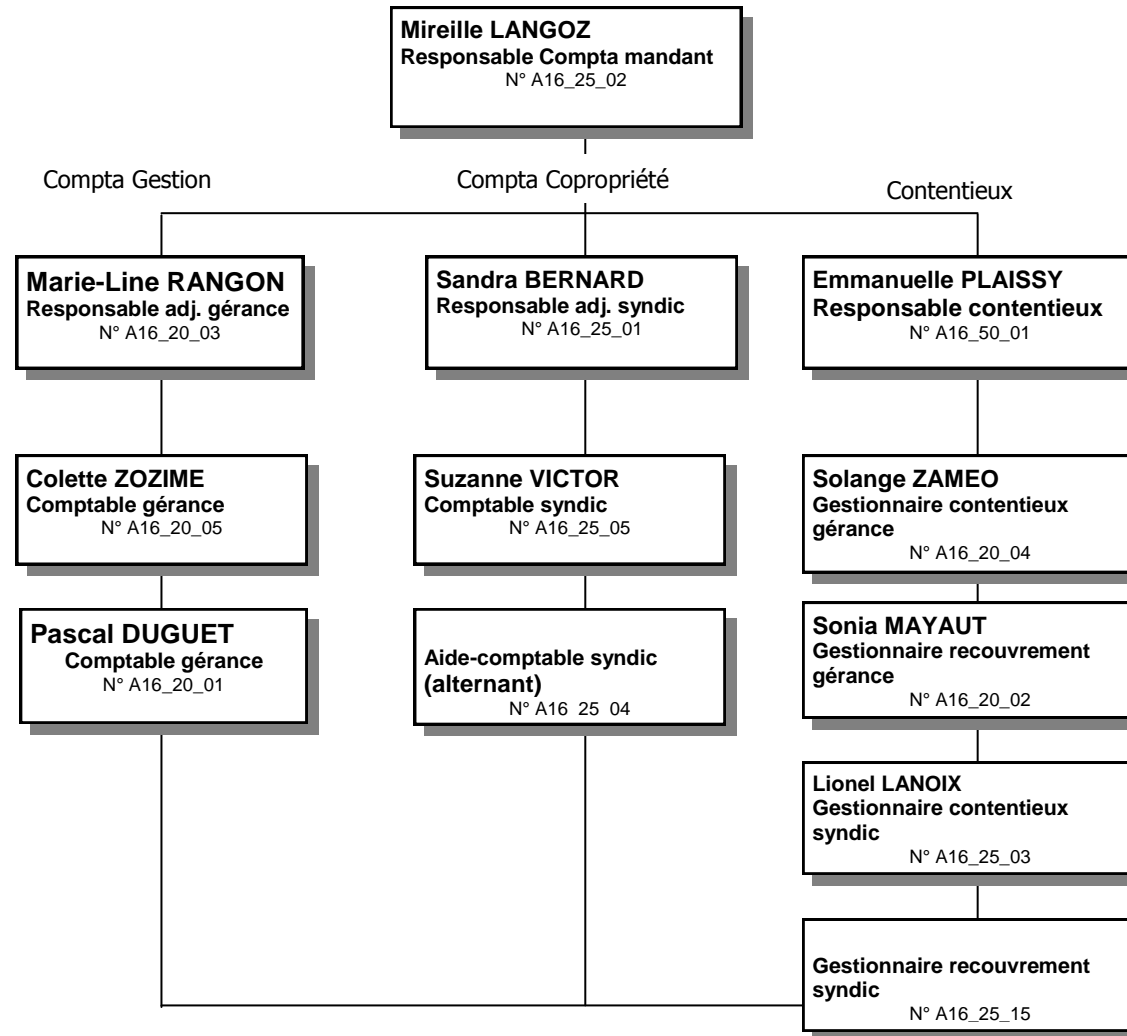 Mireille LANGOZ
Responsable Compta mandant
N° A16_25_02
Compta Gestion
Compta Copropriété
Contentieux
Marie-Line RANGON
Responsable adj. gérance
N° A16_20_03
Sandra BERNARD
Responsable adj. syndic
N° A16_25_01
Emmanuelle PLAISSY
Responsable contentieux
N° A16_50_01
Colette ZOZIME
Comptable gérance
N° A16_20_05
Suzanne VICTOR
Comptable syndic
N° A16_25_05
Solange ZAMEO
Gestionnaire contentieux
gérance
N° A16_20_04
Pascal DUGUET
Comptable gérance
N° A16_20_01
Aide-comptable syndic
(alternant)
N° A16_25_04
Sonia MAYAUT
Gestionnaire recouvrement
gérance
N° A16_20_02
Lionel LANOIX
Gestionnaire contentieux
syndic
N° A16_25_03
Gestionnaire recouvrement
syndic
N° A16_25_15